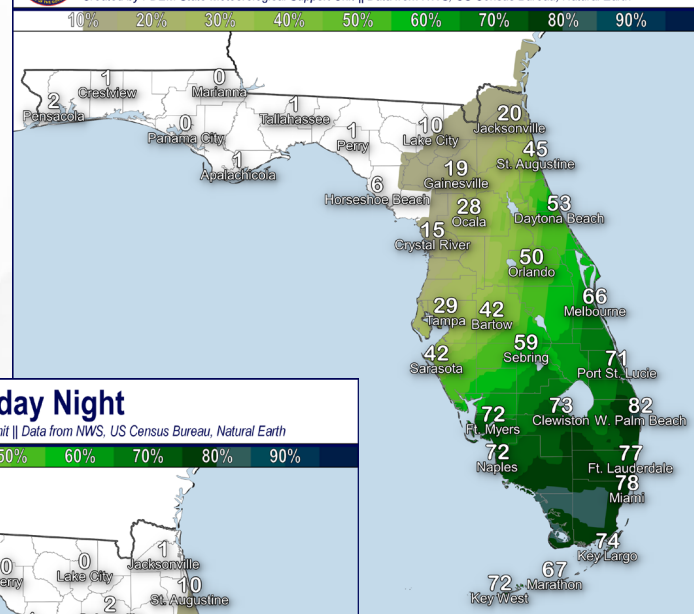 10% 20% 30% 40% 50% 60% 70% 80% 90%
1
Crestview
0
Marianna
2
Pensacola
0
Panama City
1
Tallahassee
1
Apalachicola
1
Perry
10
Lake City
20
Jacksonville
45
St. Augustine
19
Gainesville
6
Horseshoe Beach
28
Ocala
53
Daytona Beach
15
Crystal River
50
Orlando
66
Melbourne
29
Tampa
42
Bartow
42
Sarasota
59
Sebring
71
Port St. Lucie
72
Ft. Myers
73
Clewiston
82
W. Palm Beach
72
Naples
77
Ft. Lauderdale
78
Miami
74
Key Largo
67
Marathon
72
Key West
day Night
nit || Data from NWS, US Census Bureau, Natural Earth
50% 60% 70% 80% 90%
0
erry
0
Lake City
1
Jacksonville
10
St. Augustine
2